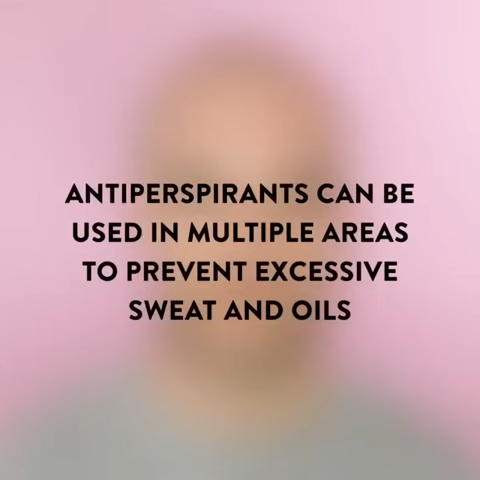 ANTIPERSPIRANTS CAN BE
USED IN MULTIPLE AREAS
TO PREVENT EXCESSIVE
SWEAT AND OILS